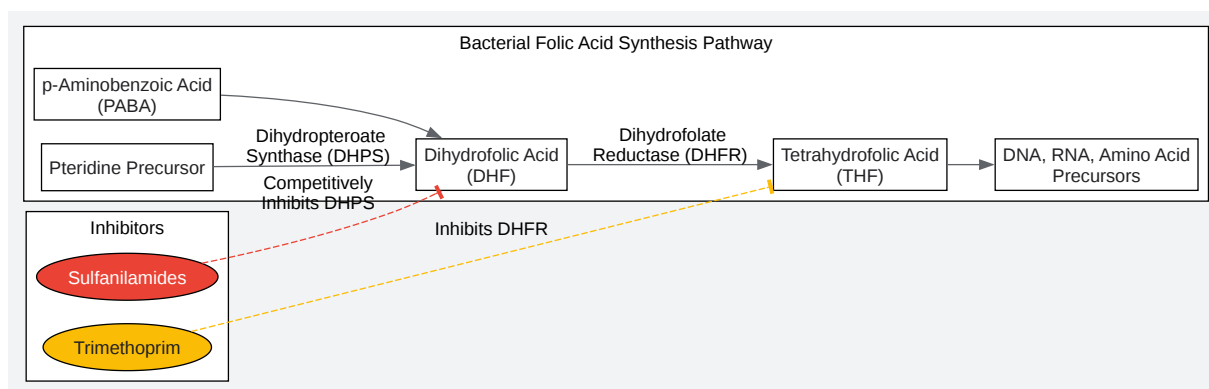 Bacterial Folic Acid Synthesis Pathway
p-Aminobenzoic Acid
(PABA)
Pteridine Precursor
Dihydropteroate
Synthase (DHPS)
Competitively
Inhibits DHPS
Dihydrofolic Acid
(DHF)
Dihydrofolate
Reductase (DHFR)
Tetrahydrofolic Acid
(THF)
DNA, RNA, Amino Acid
Precursors
Inhibitors
Inhibits DHFR
Sulfanilamides
Trimethoprim